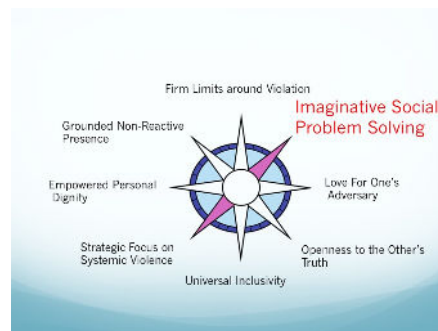 Firm Limits around Violation
Imaginative Social
Problem Solving
Grounded Non-Reactive
Presence
Empowered Personal
Dignity
Love For One's
Adversary
Strategic Focus on
Systemic Violence
Openness to the Other's
Truth
Universal Inclusivity